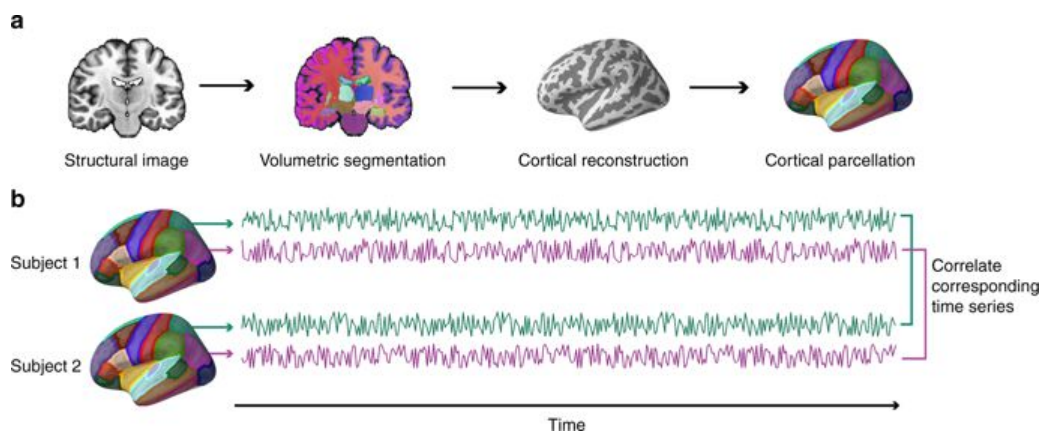 a
Structural image
Volumetric segmentation
Cortical reconstruction
Cortical parcellation
b
Subject 1
Correlate
corresponding
time series
Subject 2
Time